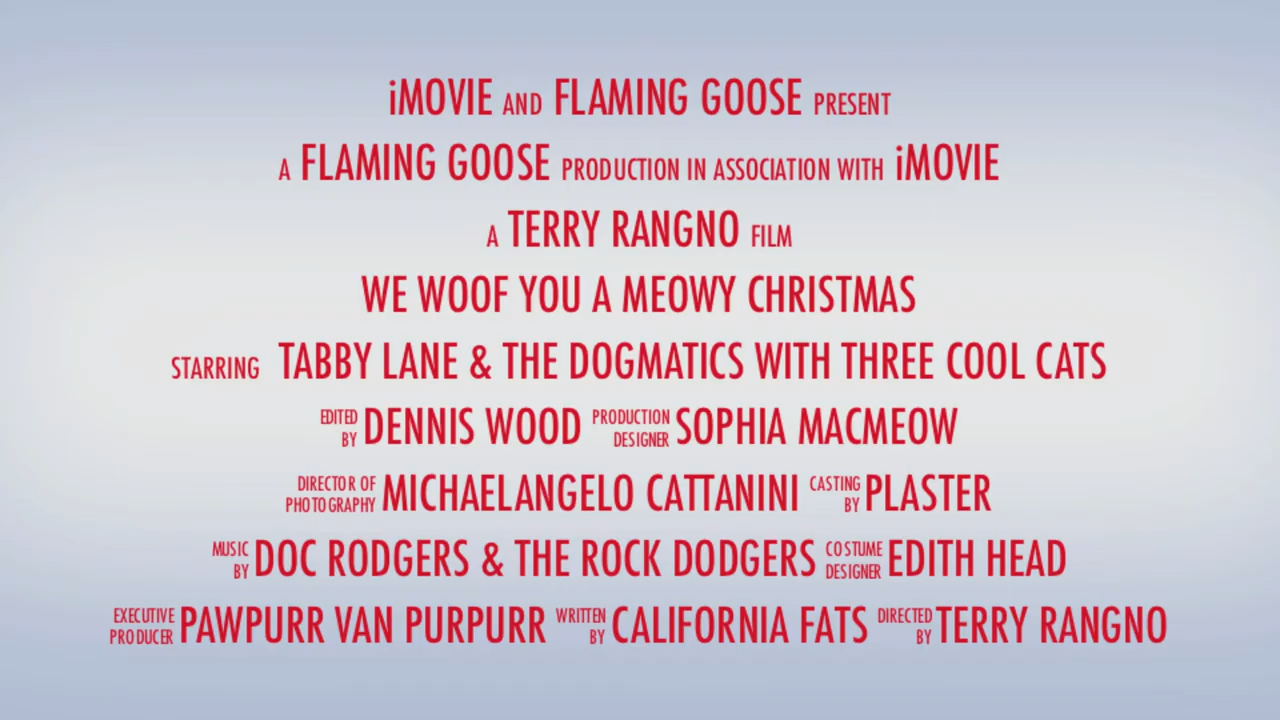 iMOVIE AND FLAMING GOOSE PRESENT
A FLAMING GOOSE PRODUCTION IN ASSOCIATION WITH iMOVIE
A TERRY RANGNO FILM
WE WOOF YOU A MEOWY CHRISTMAS
STARRING TABBY LANE & THE DOGMATICS WITH THREE COOL CATS
EDITED BY DENNIS WOOD PRODUCTION DESIGNER SOPHIA MACMEOW
DIRECTOR OF PHOTOGRAPHY MICHAELANGELO CATTANINI CASTING BY PLASTER
MUSIC BY DOC RODGERS & THE ROCK DODGERS COSTUME DESIGNER EDITH HEAD
EXECUTIVE PRODUCER PAWPURR VAN PURPURR WRITTEN BY CALIFORNIA FATS DIRECTED BY TERRY RANGNO